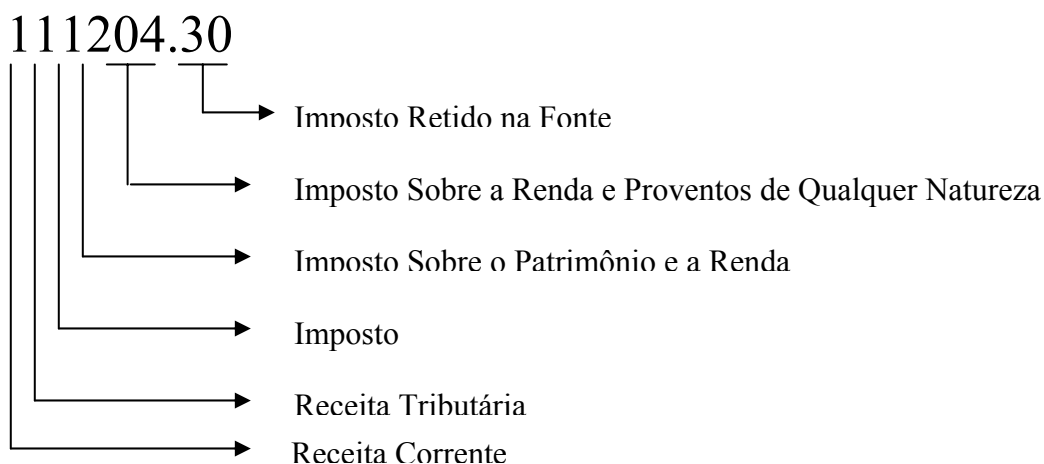 111204.30
Imposto Retido na Fonte
Imposto Sobre a Renda e Proventos de Qualquer Natureza
Imposto Sobre o Patrimônio e a Renda
Imposto
Receita Tributária
Receita Corrente